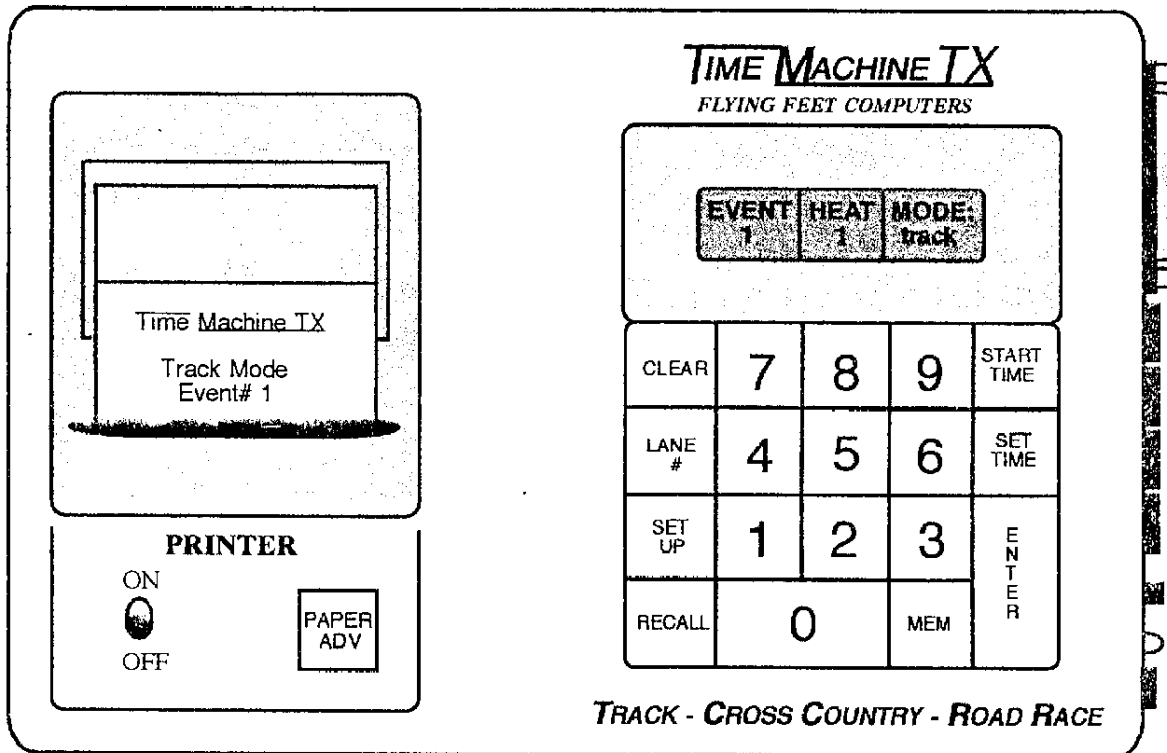 TIME MACHINE TX
FLYING FEET COMPUTERS
EVENT HEAT MODE:
1 1 track
Time Machine TX
Track Mode
Event# 1
PRINTER
ON
OFF
PAPER
ADV
CLEAR 7 8 9 START TIME
LANE # 4 5 6 SET TIME
SET UP 1 2 3 ENTER
RECALL 0 MEM
TRACK - CROSS COUNTRY - ROAD RACE